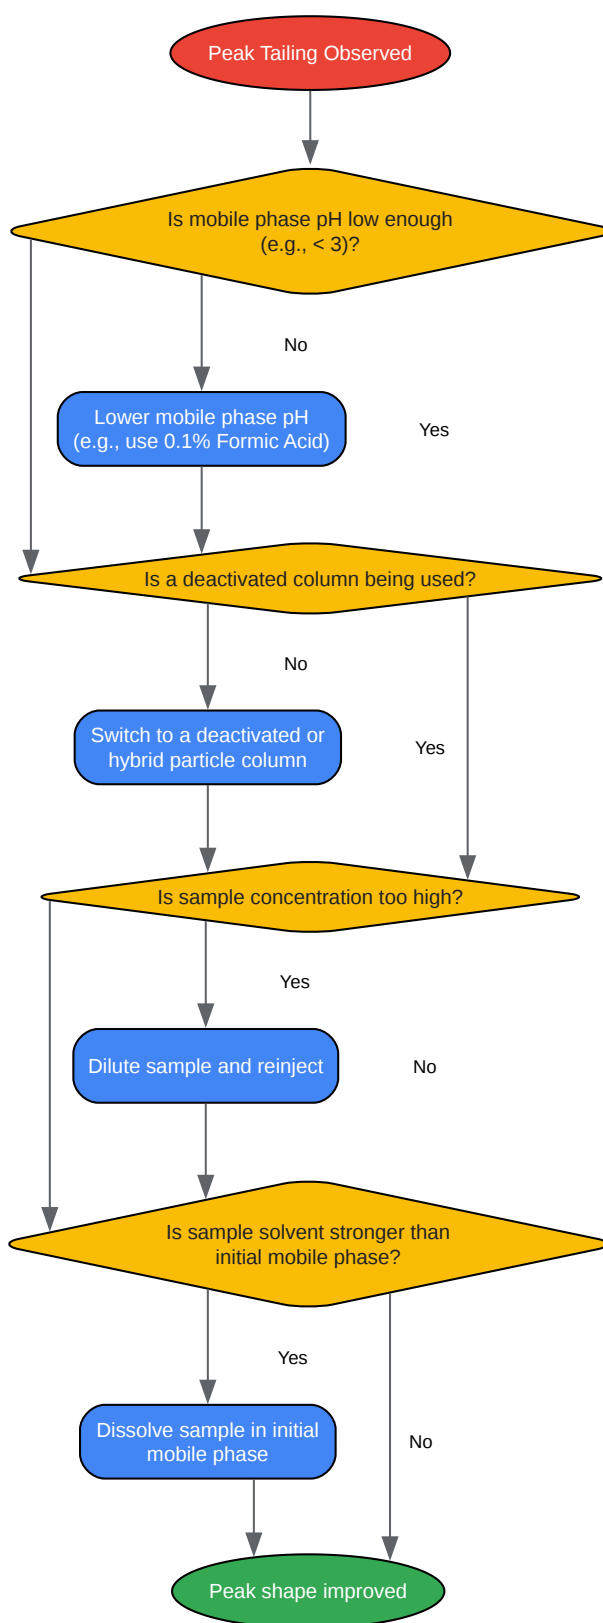 Peak Tailing Observed
Is mobile phase pH low enough
(e.g., < 3)?
No
Lower mobile phase pH
(e.g., use 0.1% Formic Acid)
Yes
Is a deactivated column being used?
No
Switch to a deactivated or
hybrid particle column
Yes
Is sample concentration too high?
Yes
Dilute sample and reinject
No
Is sample solvent stronger than
initial mobile phase?
Yes
Dissolve sample in initial
mobile phase
No
Peak shape improved